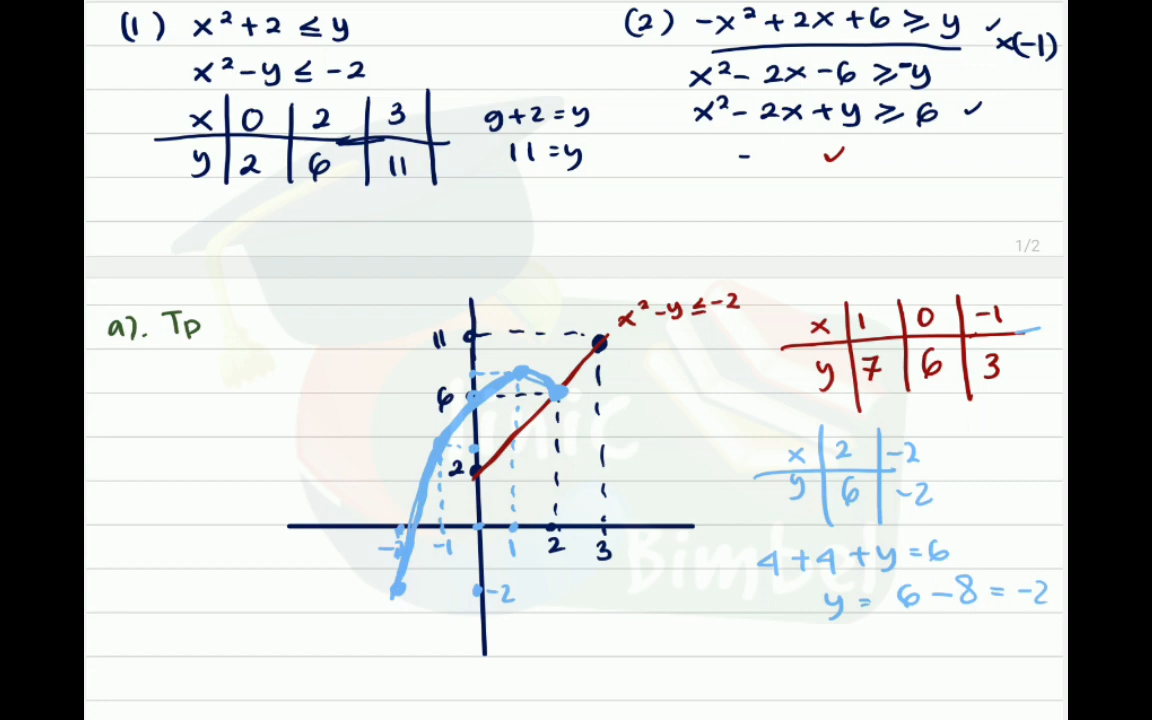 (1) x² + 2 ≤ y
x² - y ≤ -2
x | 0 | 2 | 3
y | 2 | 6 | 11
9 + 2 = y
11 = y
(2) -x² + 2x + 6 ≥ y ✓ x(-1)
x² - 2x - 6 ≥ -y
x² - 2x + y ≥ 6 ✓
- ✓
1/2
a). Tp
x² - y ≤ -2
11
6
2
-2 -1 1 2 3
-2
x | 1 | 0 | -1
y | 7 | 6 | 3
x | 2 | -2
y | 6 | -2
4 + 4 + y = 6
y = 6 - 8 = -2
Clinic
Bimbel